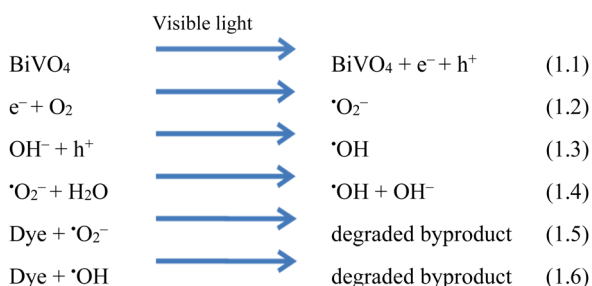 Visible light
BiVO₄ BiVO₄ + e⁻ + h⁺ (1.1)
e⁻ + O₂ •O₂⁻ (1.2)
OH⁻ + h⁺ •OH (1.3)
•O₂⁻ + H₂O •OH + OH⁻ (1.4)
Dye + •O₂⁻ degraded byproduct (1.5)
Dye + •OH degraded byproduct (1.6)